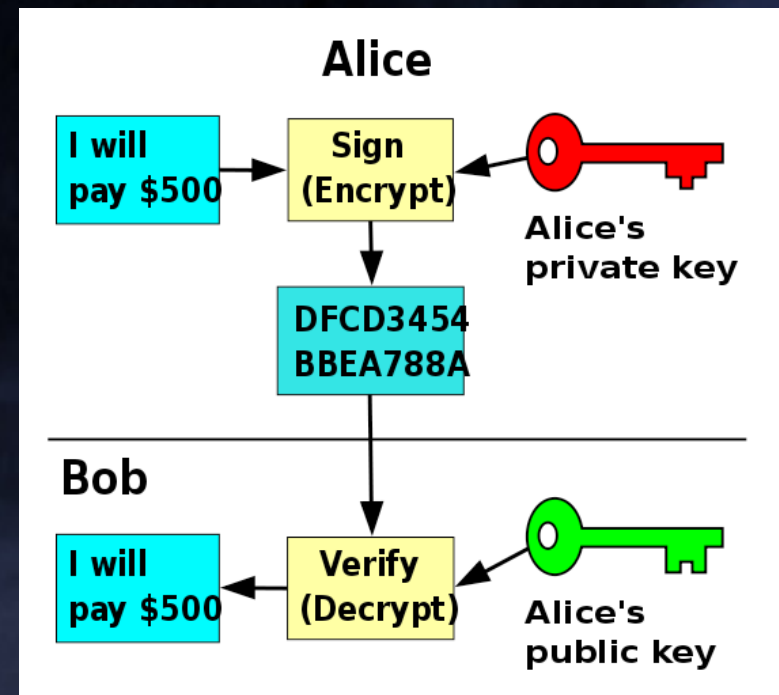 Alice
I will
pay $500
Sign
(Encrypt)
Alice's
private key
DFCD3454
BBEA788A
Bob
I will
pay $500
Verify
(Decrypt)
Alice's
public key